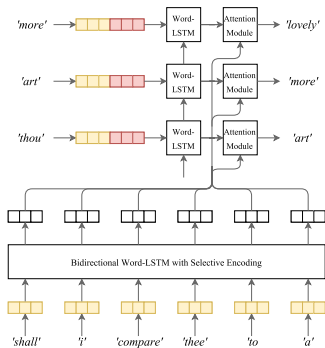 'more' Word-LSTM Attention Module 'lovely'
'art' Word-LSTM Attention Module 'more'
'thou' Word-LSTM Attention Module 'art'
Bidirectional Word-LSTM with Selective Encoding
'shall' 'i' 'compare' 'thee' 'to' 'a'